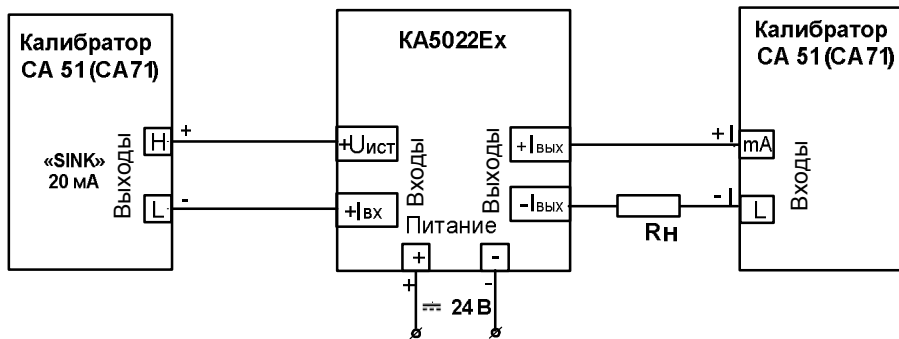 Калибратор
СА 51(СА71)
«SINK»
20 мА
Выходы
Н
+
L
-
КА5022Ех
+Uист
+Iвх
Входы
Выходы
+Iвых
-Iвых
Питание
+
-
+
-
24 В
Rн
+I
-I
Калибратор
СА 51(СА71)
mA
L
Входы